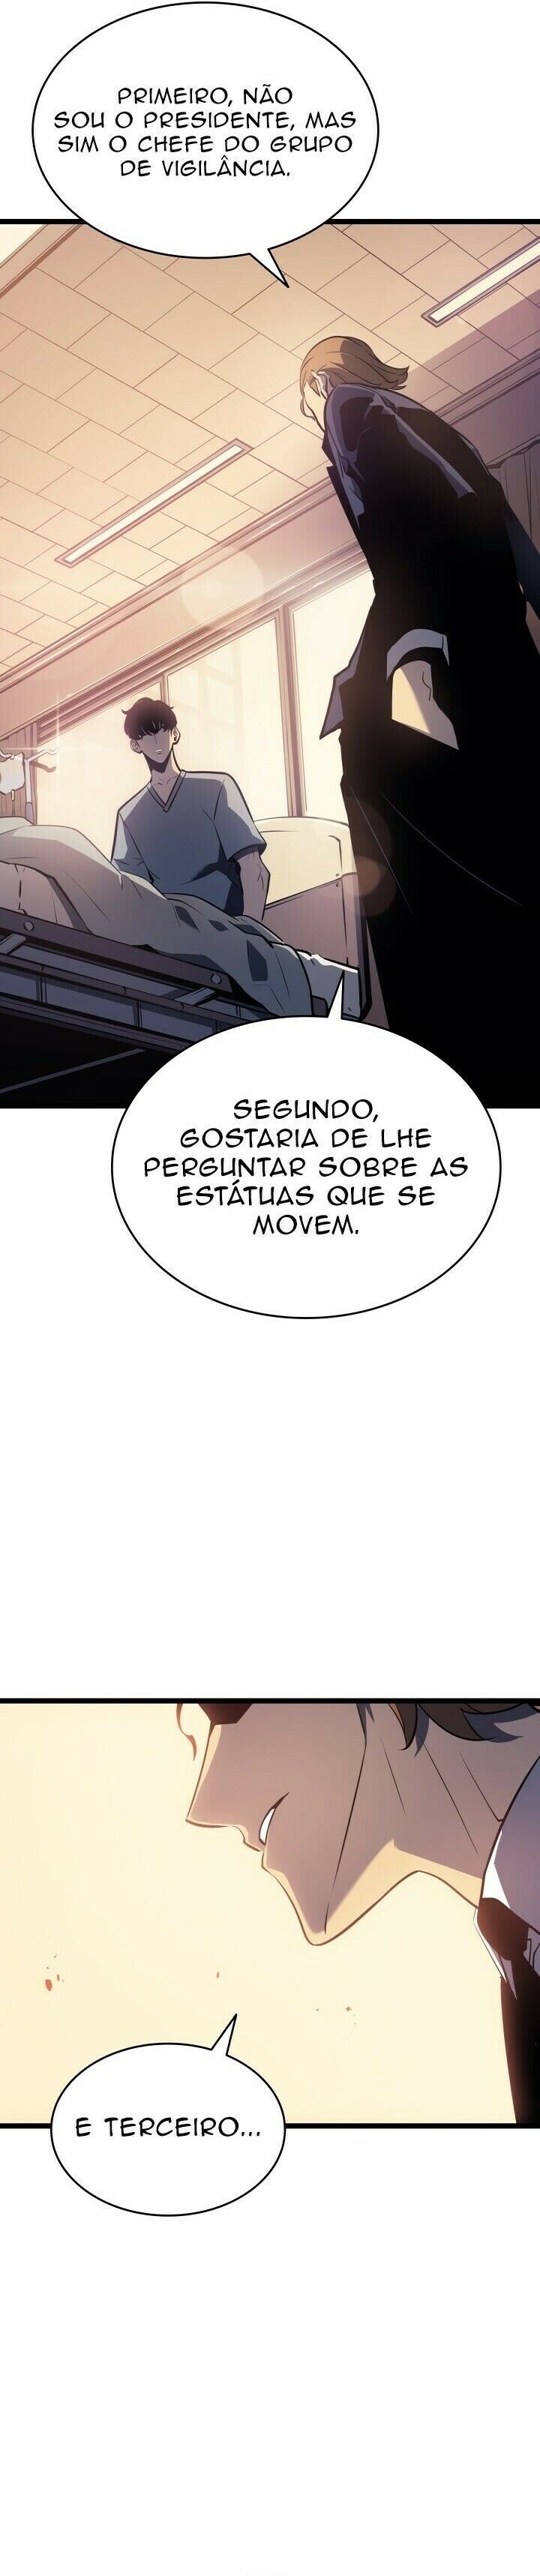 PRIMEIRO, NÃO
SOU O PRESIDENTE, MAS
SIM O CHEFE DO GRUPO
DE VIGILÂNCIA.
SEGUNDO,
GOSTARIA DE LHE
PERGUNTAR SOBRE AS
ESTÁTUAS QUE SE
MOVEM.
E TERCEIRO...